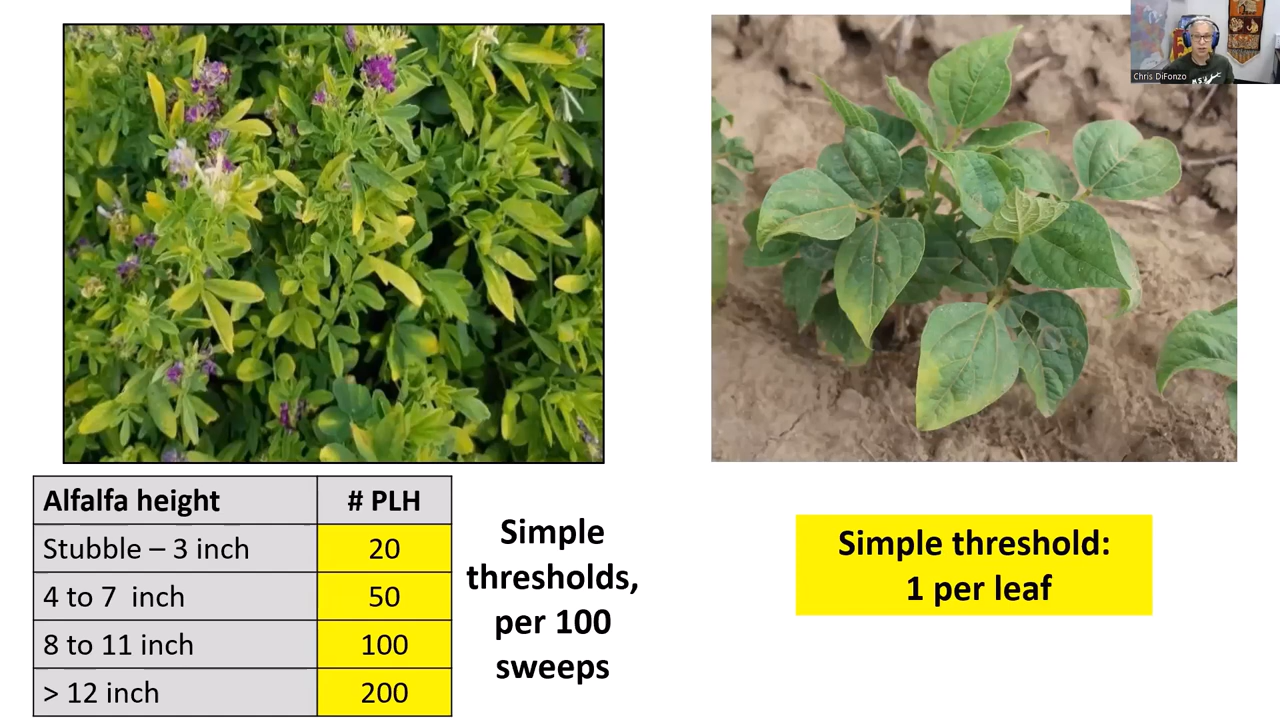 Chris DiFonzo
MSU
Alfalfa height # PLH
Stubble – 3 inch 20
4 to 7 inch 50
8 to 11 inch 100
> 12 inch 200
Simple
thresholds,
per 100
sweeps
Simple threshold:
1 per leaf